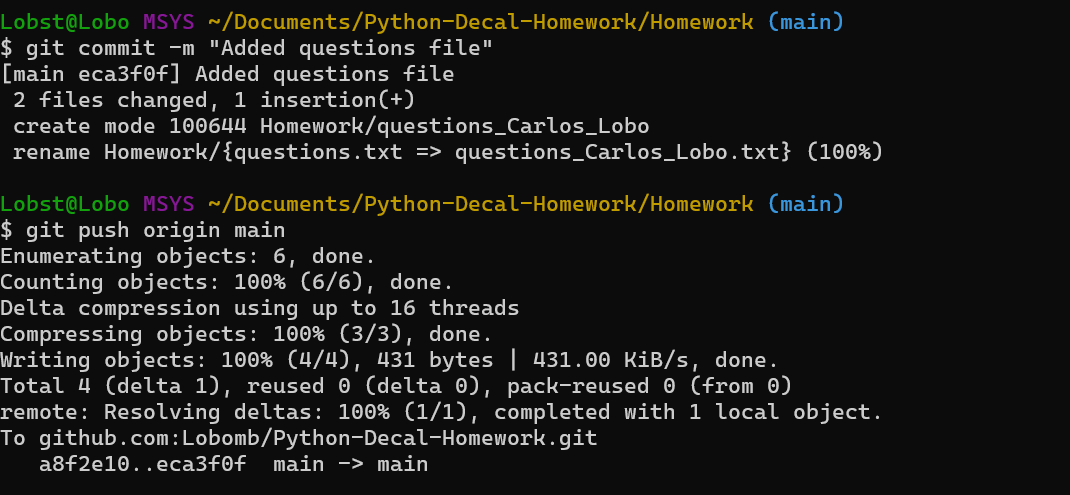 Lobst@Lobo MSYS ~/Documents/Python-Decal-Homework/Homework (main)
$ git commit -m "Added questions file"
[main eca3f0f] Added questions file
 2 files changed, 1 insertion(+)
 create mode 100644 Homework/questions_Carlos_Lobo
 rename Homework/{questions.txt => questions_Carlos_Lobo.txt} (100%)

Lobst@Lobo MSYS ~/Documents/Python-Decal-Homework/Homework (main)
$ git push origin main
Enumerating objects: 6, done.
Counting objects: 100% (6/6), done.
Delta compression using up to 16 threads
Compressing objects: 100% (3/3), done.
Writing objects: 100% (4/4), 431 bytes | 431.00 KiB/s, done.
Total 4 (delta 1), reused 0 (delta 0), pack-reused 0 (from 0)
remote: Resolving deltas: 100% (1/1), completed with 1 local object.
To github.com:Lobomb/Python-Decal-Homework.git
   a8f2e10..eca3f0f  main -> main